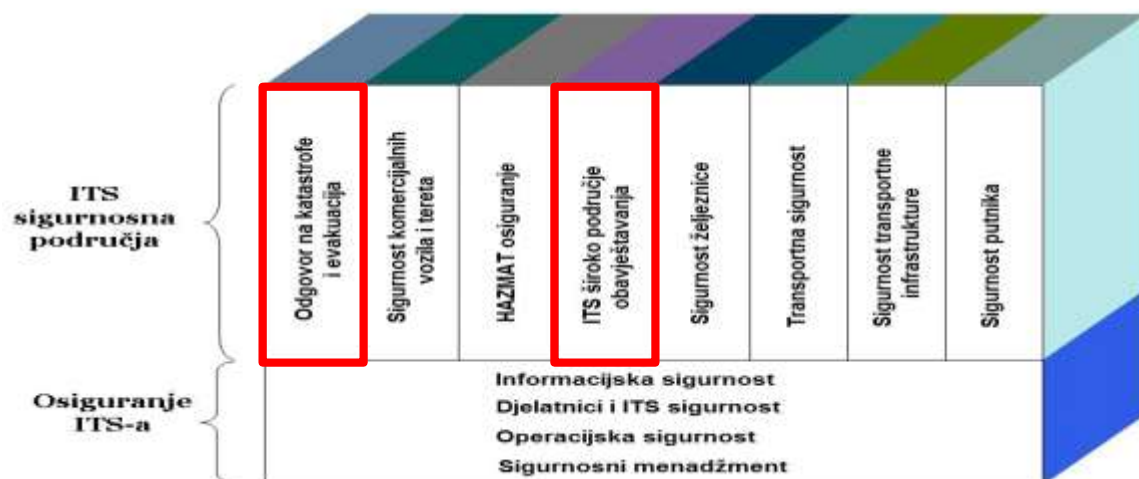 ITS
sigurnosna
područja
Odgovor na katastrofe
i evakuacija
Sigurnost komercijalnih
vozila i tereta
HAZMAT osiguranje
ITS široko područje
obavještavanja
Sigurnost željeznice
Transportna sigurnost
Sigurnost transportne
infrastrukture
Sigurnost putnika
Osiguranje
ITS-a
Informacijska sigurnost
Djelatnici i ITS sigurnost
Operacijska sigurnost
Sigurnosni menadžment